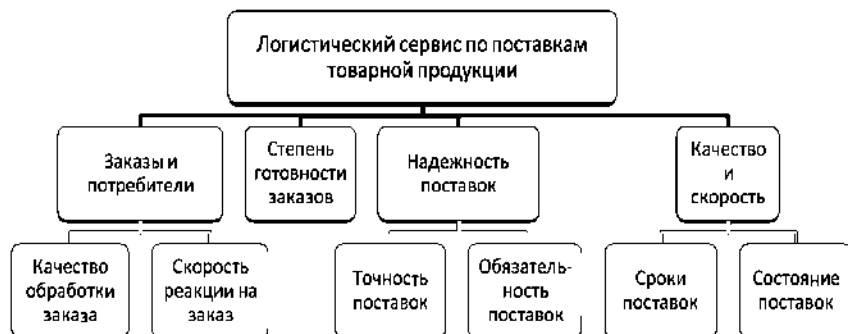 Логистический сервис по поставкам
товарной продукции
Заказы и
потребители
Степень
готовности
заказов
Надежность
поставок
Качество
и
скорость
Качество
обработки
заказа
Скорость
реакции на
заказ
Точность
поставок
Обязатель-
ность
поставок
Сроки
поставок
Состояние
поставок